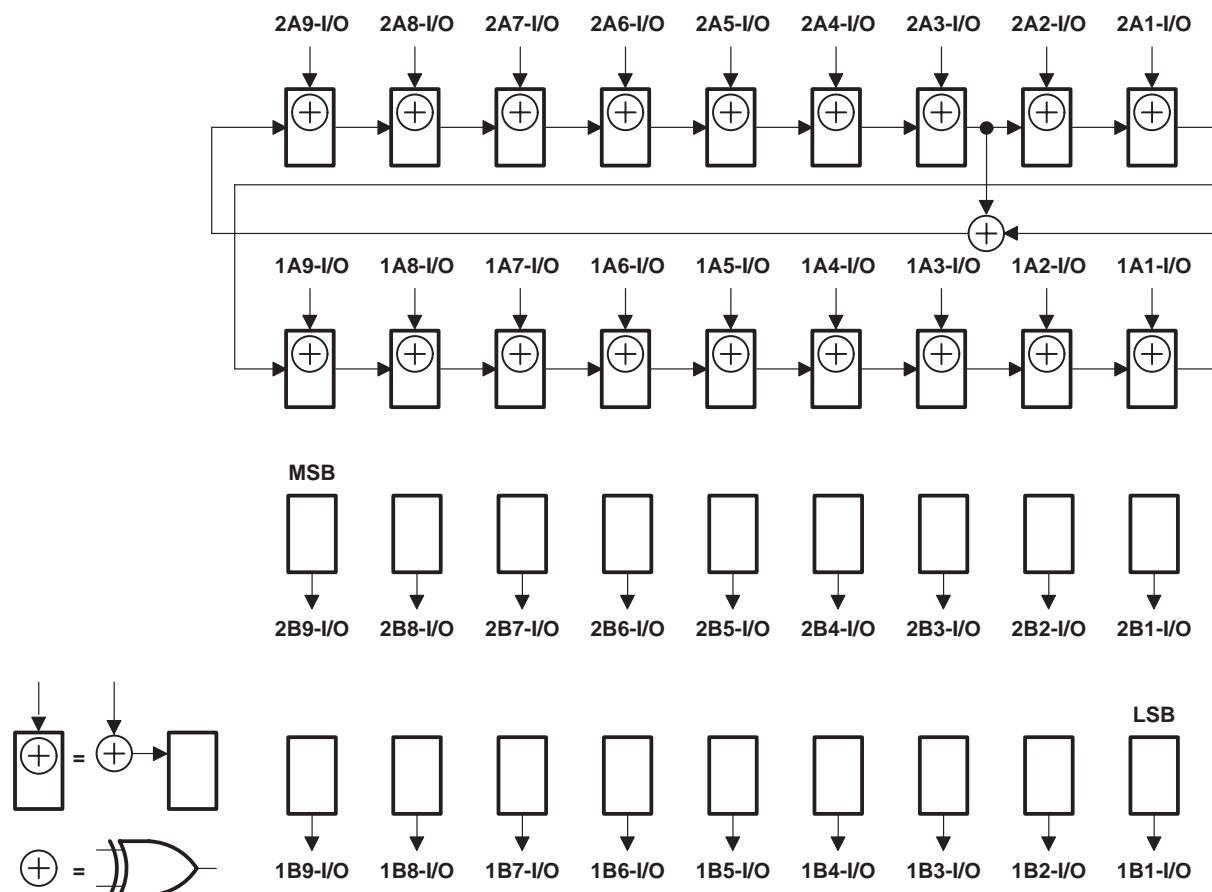 2A9-I/O 2A8-I/O 2A7-I/O 2A6-I/O 2A5-I/O 2A4-I/O 2A3-I/O 2A2-I/O 2A1-I/O
1A9-I/O 1A8-I/O 1A7-I/O 1A6-I/O 1A5-I/O 1A4-I/O 1A3-I/O 1A2-I/O 1A1-I/O
MSB
2B9-I/O 2B8-I/O 2B7-I/O 2B6-I/O 2B5-I/O 2B4-I/O 2B3-I/O 2B2-I/O 2B1-I/O
LSB
=
=
1B9-I/O 1B8-I/O 1B7-I/O 1B6-I/O 1B5-I/O 1B4-I/O 1B3-I/O 1B2-I/O 1B1-I/O